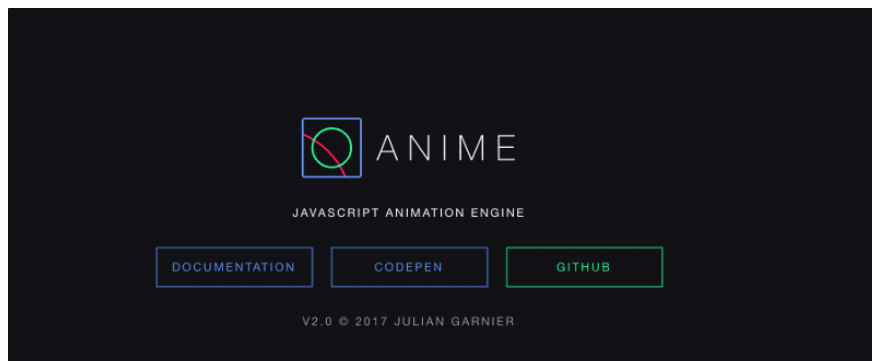 ANIME
JAVASCRIPT ANIMATION ENGINE
DOCUMENTATION CODEPEN GITHUB
V2.0 © 2017 JULIAN GARNIER